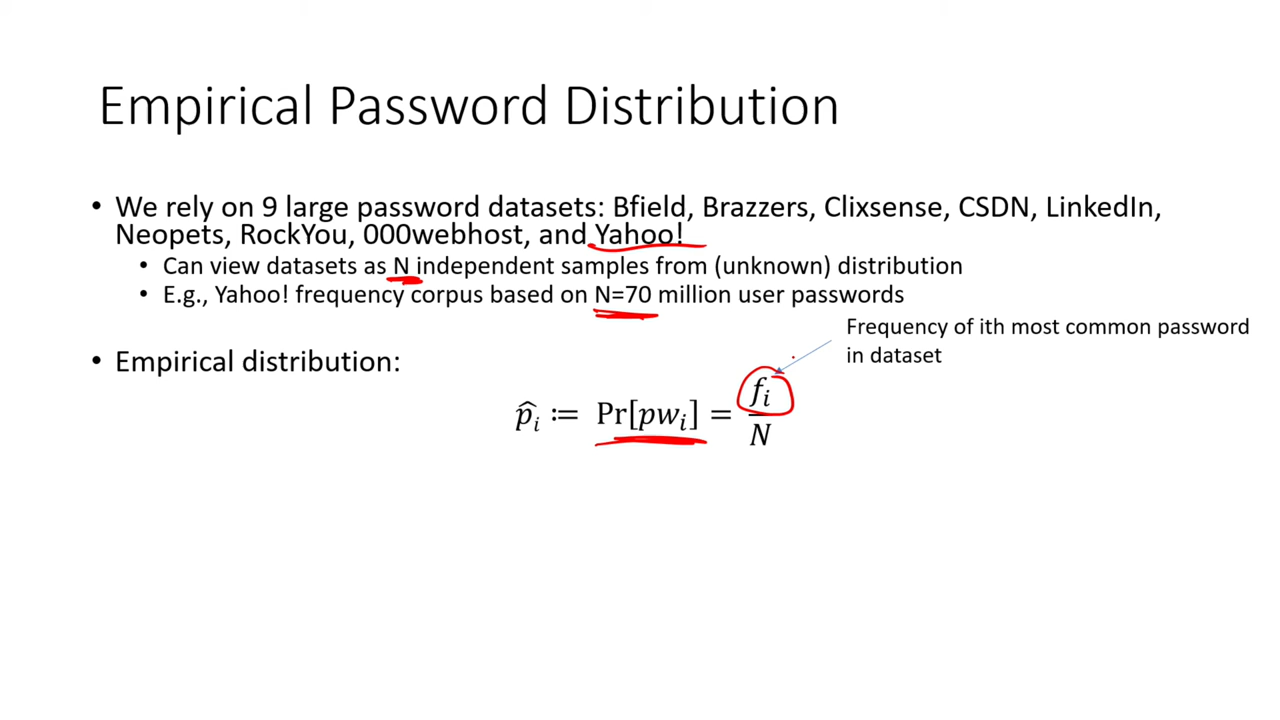 Empirical Password Distribution
• We rely on 9 large password datasets: Bfield, Brazzers, Clixsense, CSDN, LinkedIn,
Neopets, RockYou, 000webhost, and Yahoo!
• Can view datasets as N independent samples from (unknown) distribution
• E.g., Yahoo! frequency corpus based on N=70 million user passwords
Frequency of ith most common password
in dataset
• Empirical distribution:
p̂ᵢ ≔ Pr[pwᵢ] = fᵢ/N